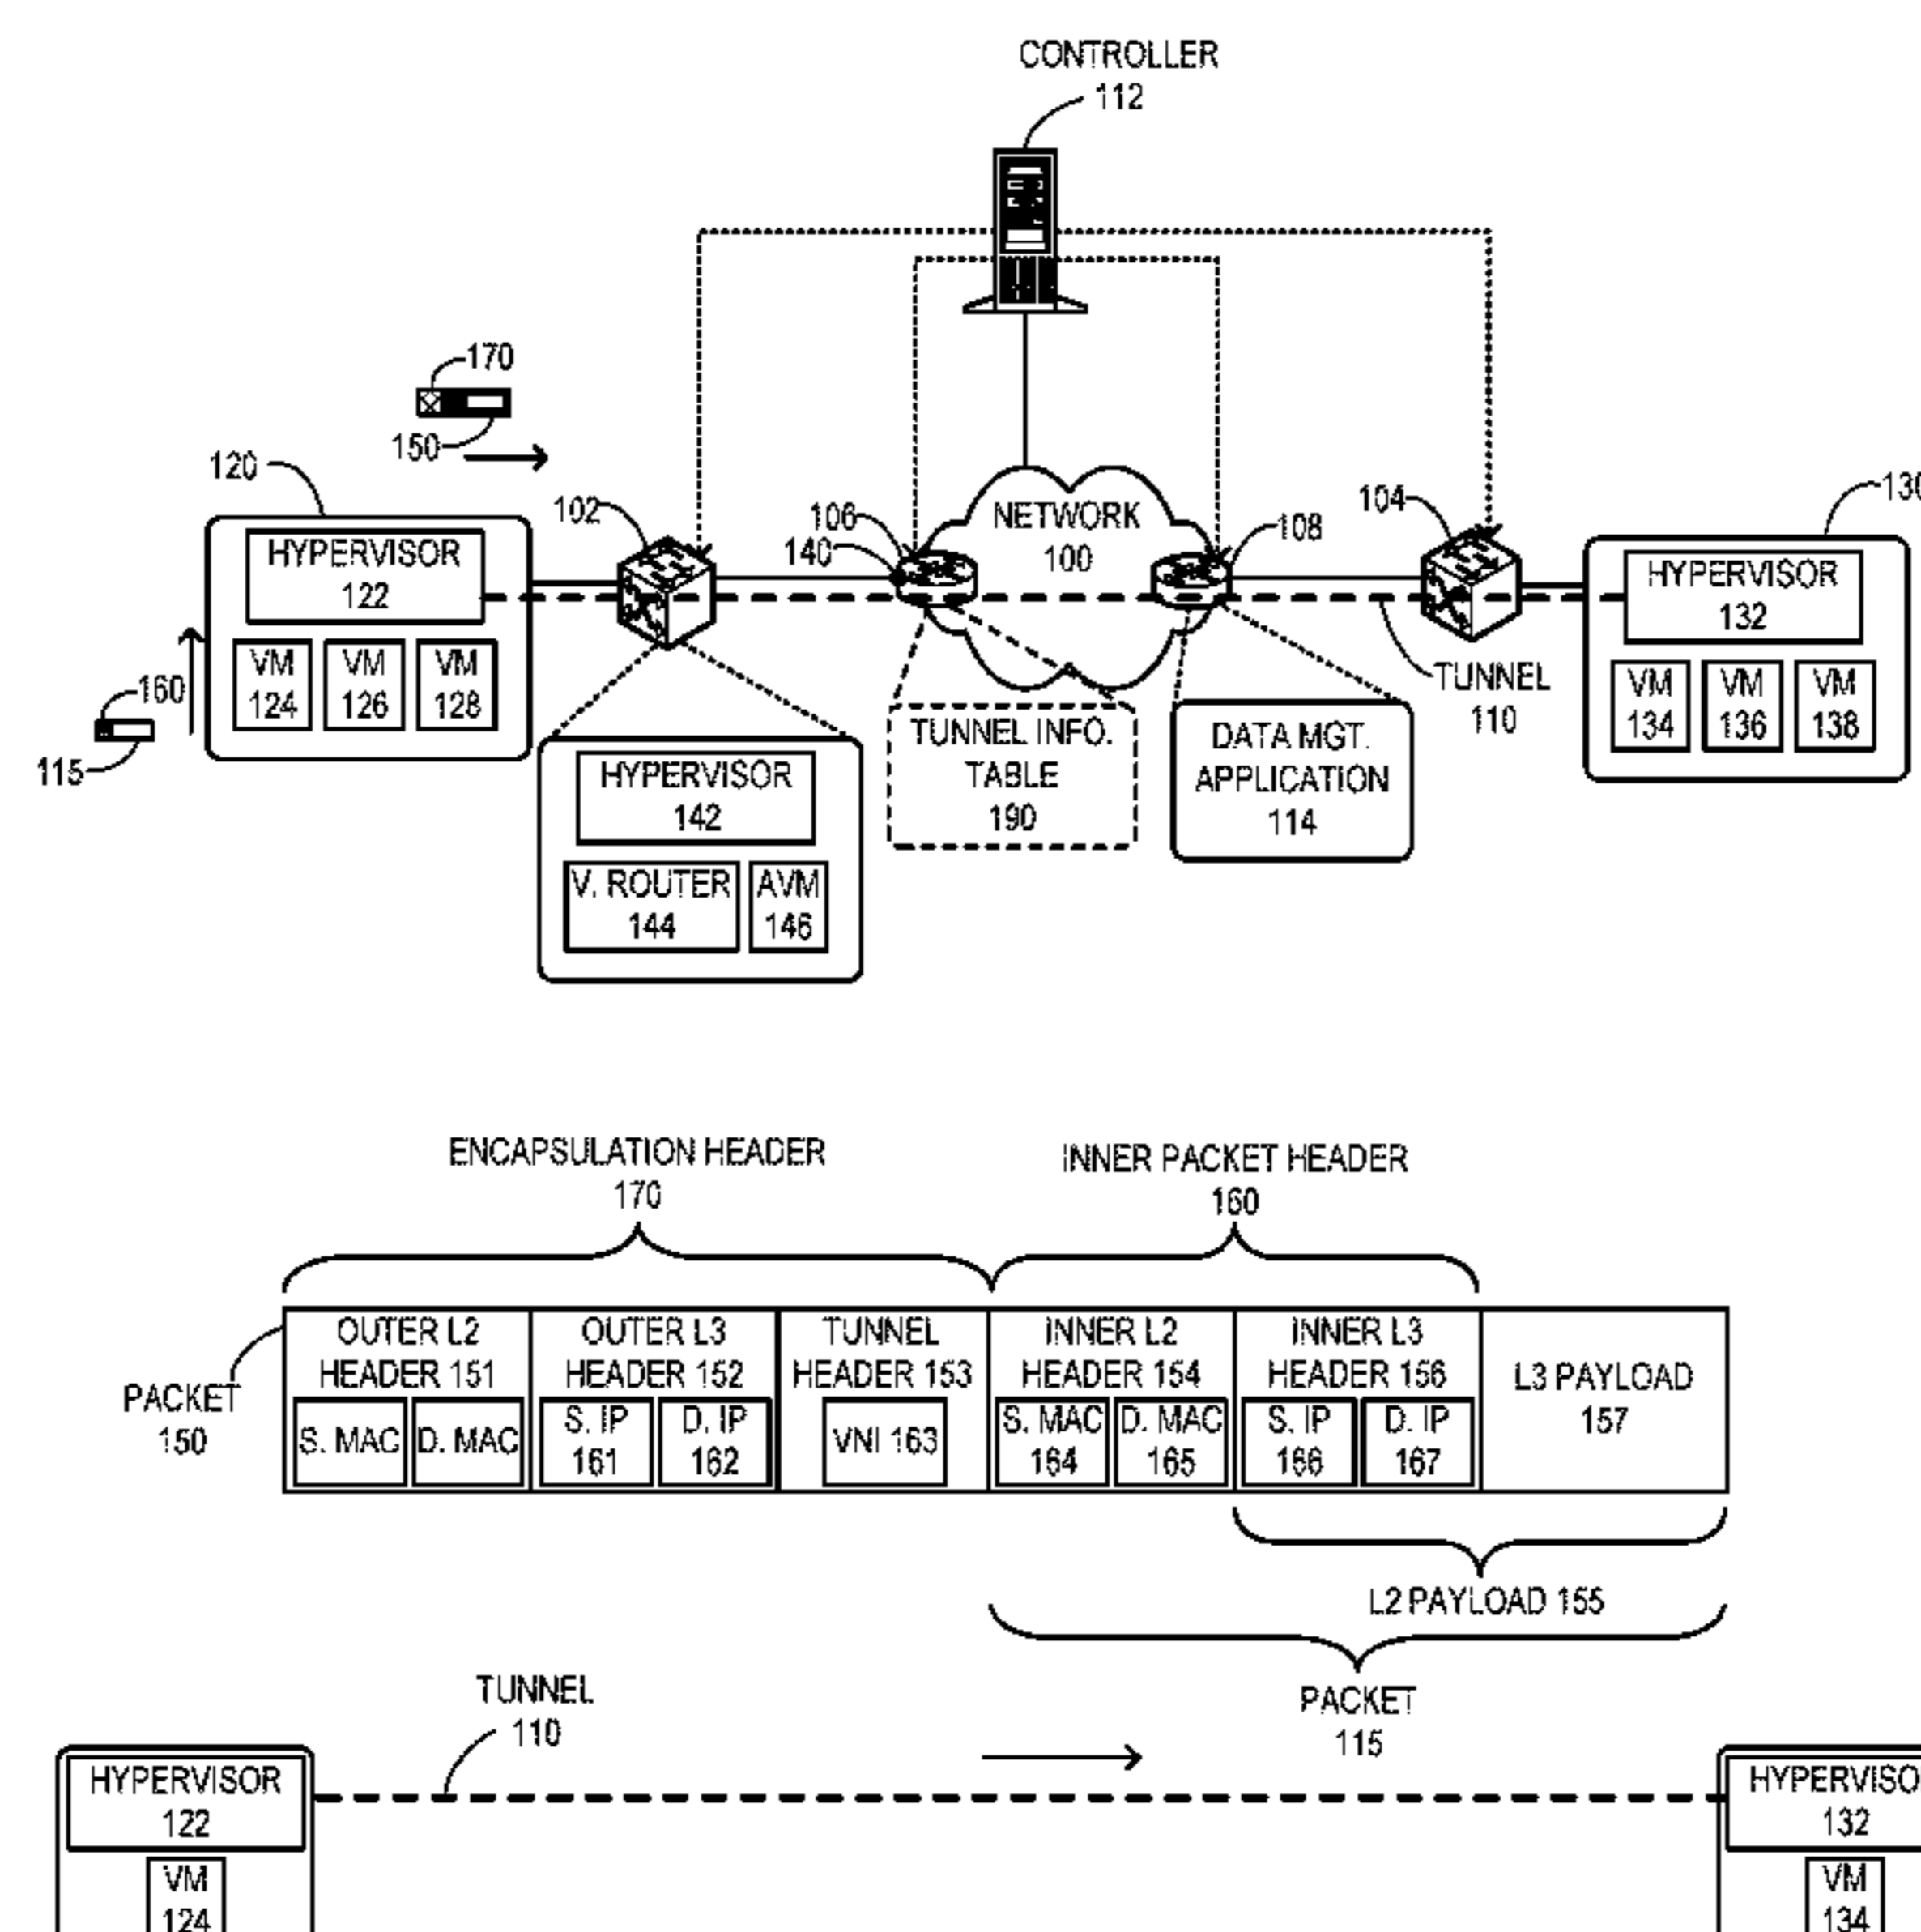 CONTROLLER
112
170
150
120
102
106
140
NETWORK
100
108
104
130
HYPERVISOR
122
VM
124
VM
126
VM
128
160
115
HYPERVISOR
132
VM
134
VM
136
VM
138
TUNNEL
110
TUNNEL INFO.
TABLE
190
DATA MGT.
APPLICATION
114
HYPERVISOR
142
V. ROUTER
144
AVM
146
ENCAPSULATION HEADER
170
INNER PACKET HEADER
160
PACKET
150
OUTER L2
HEADER 151
S. MAC
D. MAC
OUTER L3
HEADER 152
S. IP
161
D. IP
162
TUNNEL
HEADER 153
VNI 163
INNER L2
HEADER 154
S. MAC
164
D. MAC
165
INNER L3
HEADER 156
S. IP
166
D. IP
167
L3 PAYLOAD
157
L2 PAYLOAD 155
PACKET
115
TUNNEL
110
HYPERVISOR
122
VM
124
HYPERVISO
132
VM
134